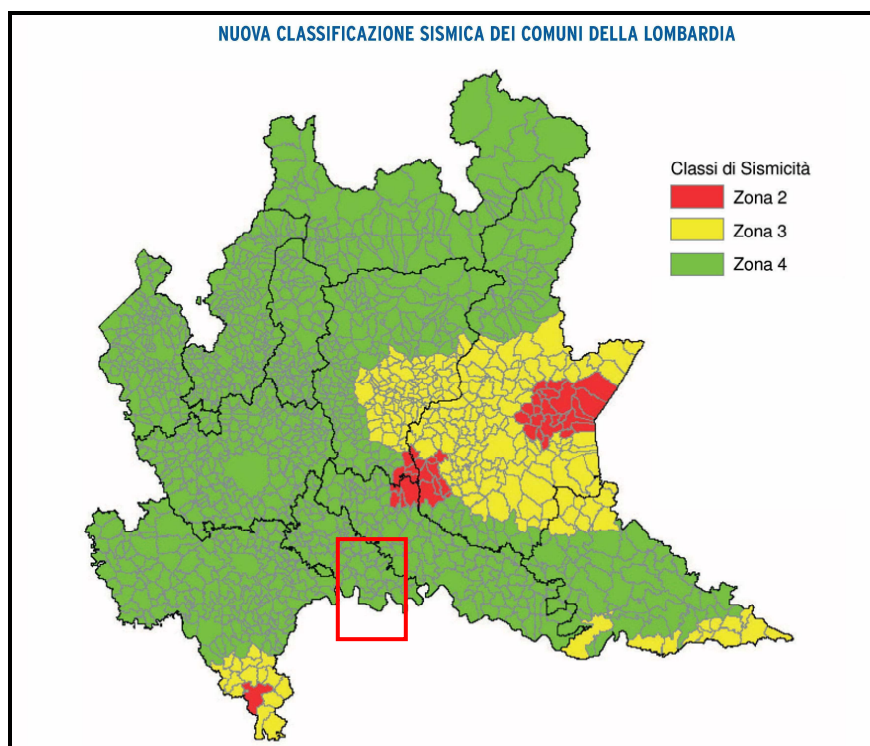 NUOVA CLASSIFICAZIONE SISMICA DEI COMUNI DELLA LOMBARDIA
Classi di Sismicità
Zona 2
Zona 3
Zona 4